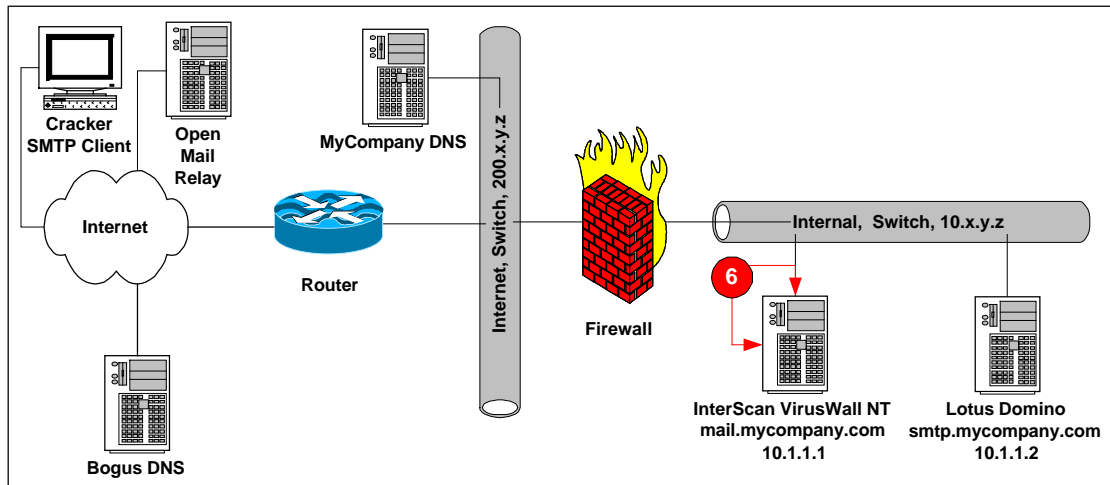 Cracker
SMTP Client
Open
Mail
Relay
MyCompany DNS
Internet
Router
Internet, Switch, 200.x.y.z
Firewall
Internal, Switch, 10.x.y.z
6
Bogus DNS
InterScan VirusWall NT
mail.mycompany.com
10.1.1.1
Lotus Domino
smtp.mycompany.com
10.1.1.2